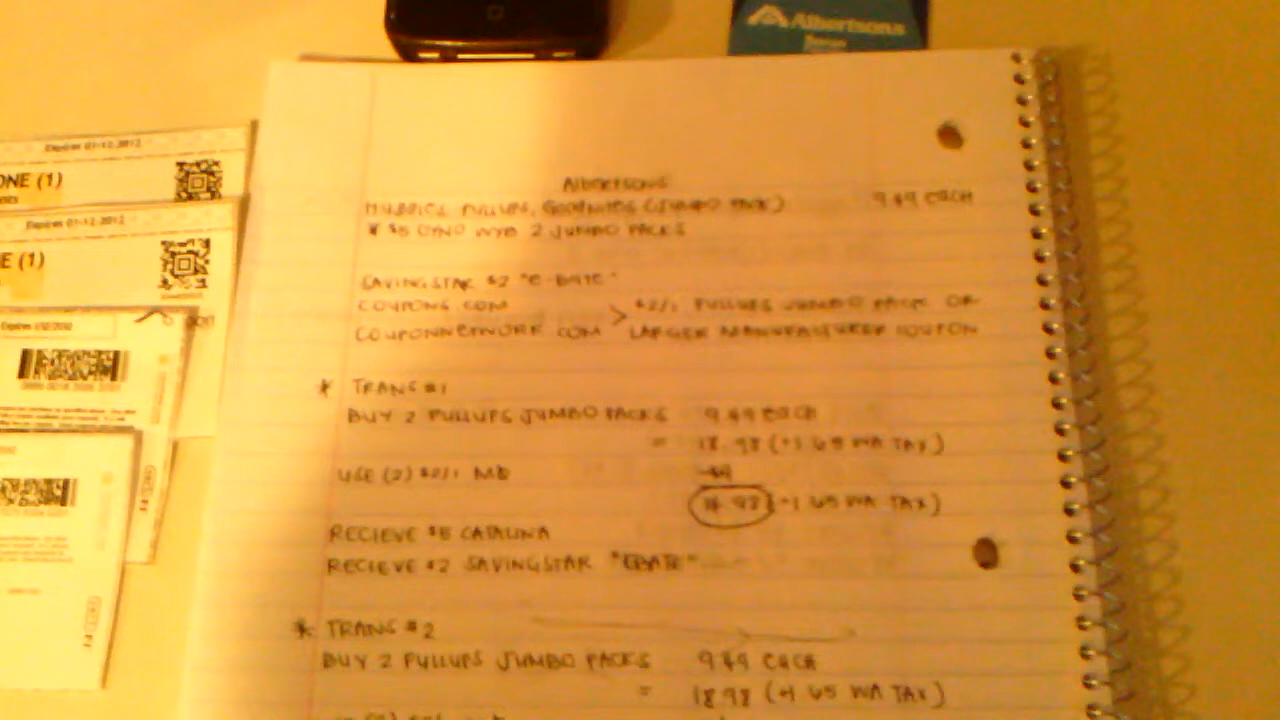 Albertsons
Expires 01-12-2012
ONE (1)
Expires 01-12-2012
E (1)
ALBERTSONS
HUGGIES PULLUPS, GOODNITES (JUMBO PACK) 9.49 EACH
* $5 OYNO WYB 2 JUMBO PACKS
SAVINGSTAR $2 "E-BATE"
COUPONS.COM
COUPONNETWORK.COM > $2/1 PULLUPS JUMBO PACK OR
LARGER MANUFACTURER COUPON
* TRANS #1
BUY 2 PULLUPS JUMBO PACKS 9.49 EACH
= 18.98 (+1.65 WA TAX)
USE (2) $2/1 MQ -$4
14.98 (+1.65 WA TAX)
RECIEVE $5 CATALINA
RECIEVE $2 SAVINGSTAR "EBATE"
* TRANS #2
BUY 2 PULLUPS JUMBO PACKS 9.49 EACH
= 18.98 (+1.65 WA TAX)